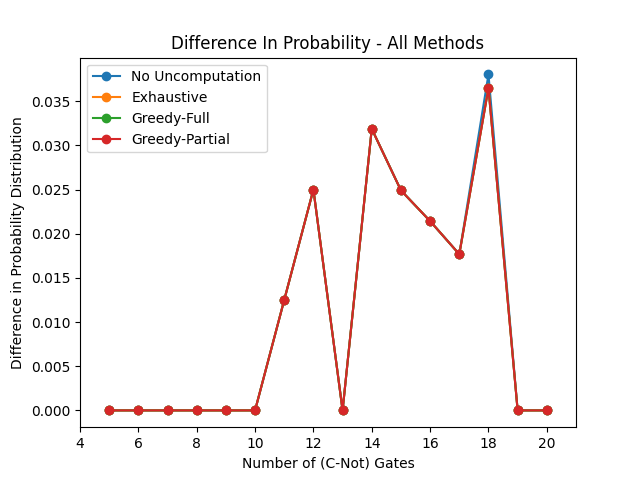 Difference In Probability - All Methods
No Uncomputation
Exhaustive
Greedy-Full
Greedy-Partial
Difference in Probability Distribution
0.035
0.030
0.025
0.020
0.015
0.010
0.005
0.000
4 6 8 10 12 14 16 18 20
Number of (C-Not) Gates